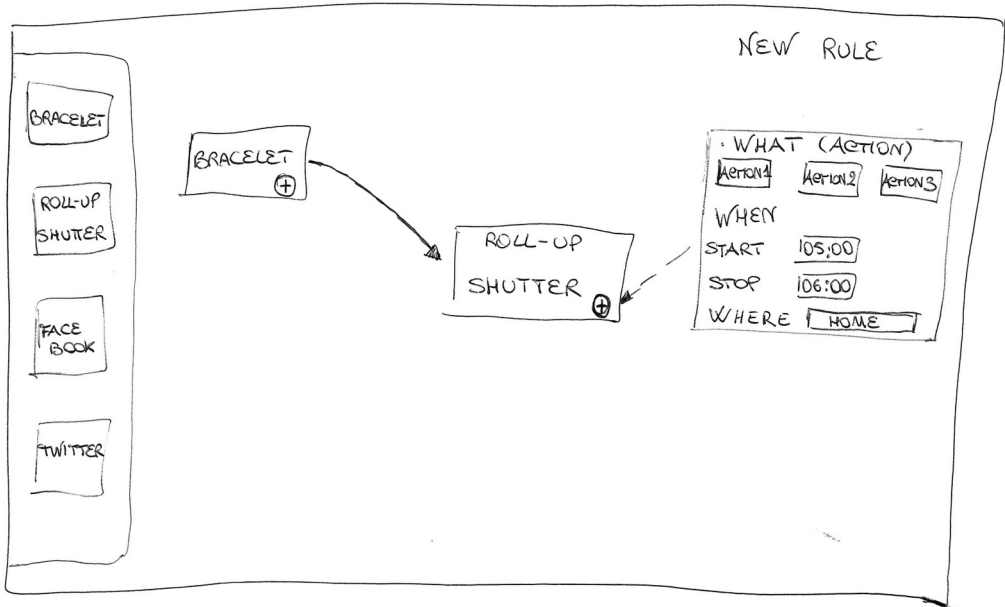 NEW RULE
BRACELET
ROLL-UP
SHUTTER
FACE
BOOK
TWITTER
BRACELET
+
ROLL-UP
SHUTTER
+
. WHAT (ACTION)
ACTION1 ACTION2 ACTION3
WHEN
START 05:00
STOP 06:00
WHERE HOME